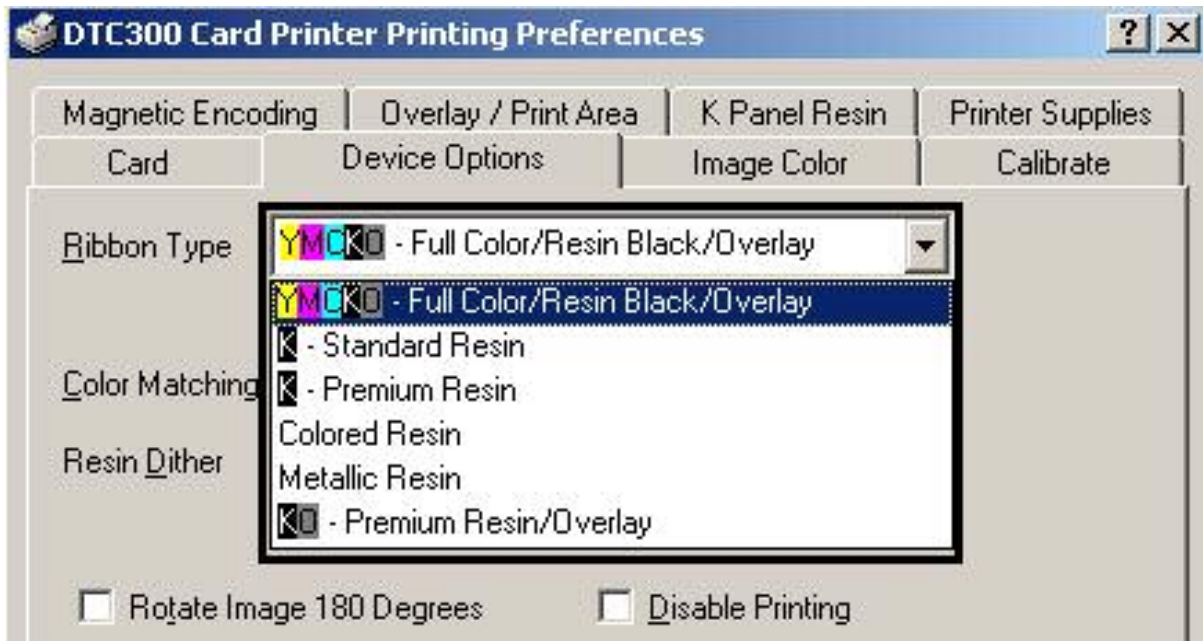 DTC300 Card Printer Printing Preferences
Magnetic Encoding Overlay / Print Area K Panel Resin Printer Supplies
Card Device Options Image Color Calibrate
Ribbon Type YMCKO - Full Color/Resin Black/Overlay
YMCKO - Full Color/Resin Black/Overlay
K - Standard Resin
Color Matching K - Premium Resin
Colored Resin
Resin Dither
Metallic Resin
KO - Premium Resin/Overlay
Rotate Image 180 Degrees Disable Printing